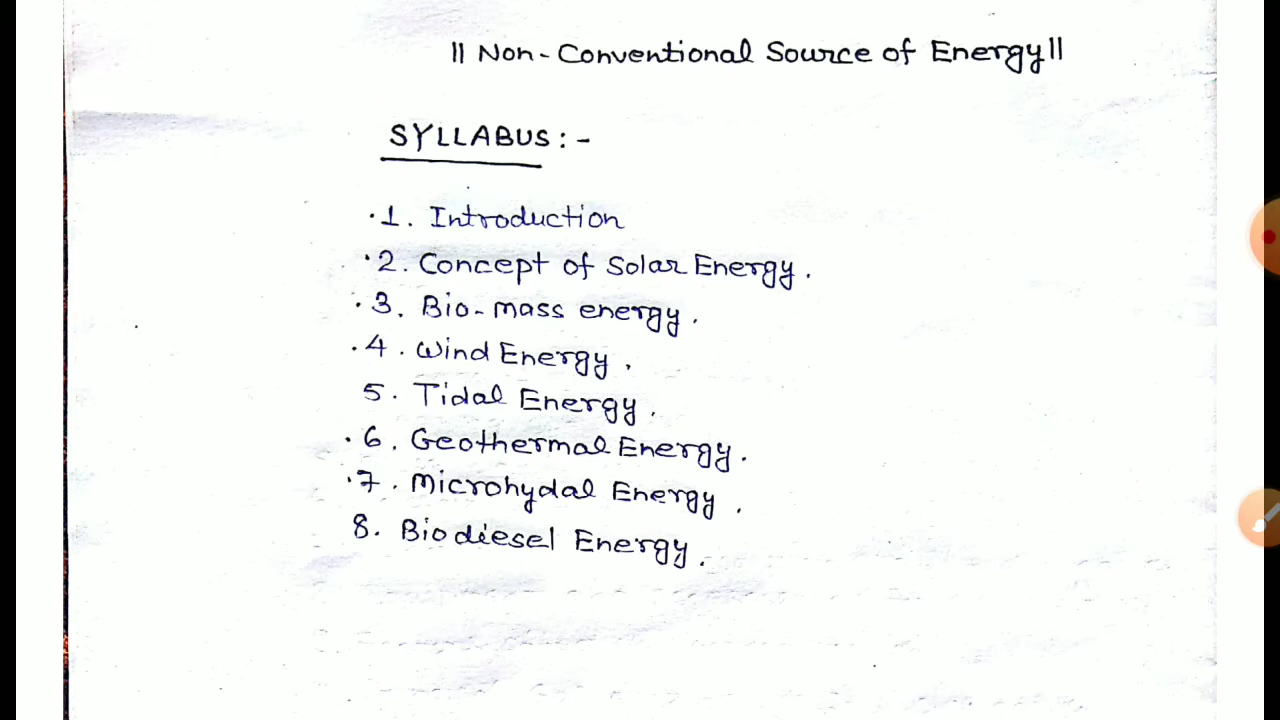 || Non-Conventional Source of Energy ||
SYLLABUS:-
·1. Introduction
·2. Concept of Solar Energy.
·3. Bio-mass energy.
·4. Wind Energy.
5. Tidal Energy.
·6. Geothermal Energy.
·7. Microhydal Energy.
8. Biodiesel Energy.